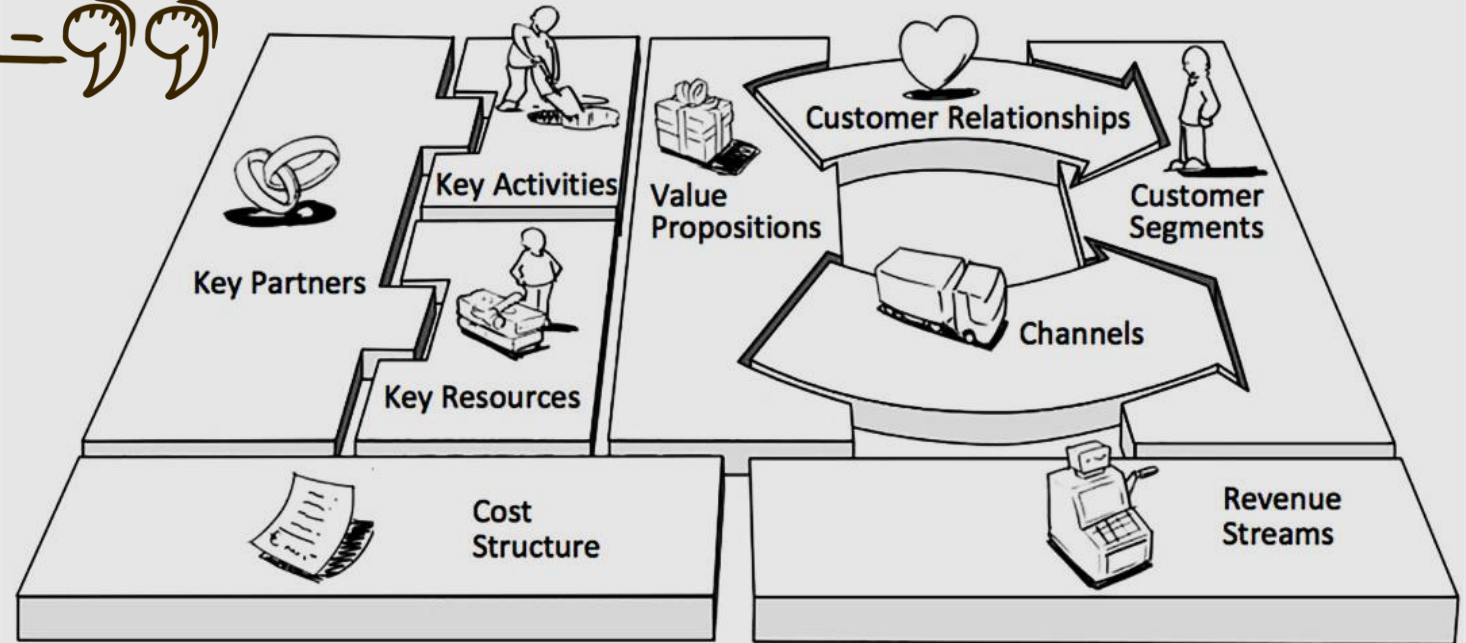 Key Partners
Key Activities
Key Resources
Value
Propositions
Customer Relationships
Channels
Customer
Segments
Cost
Structure
Revenue
Streams